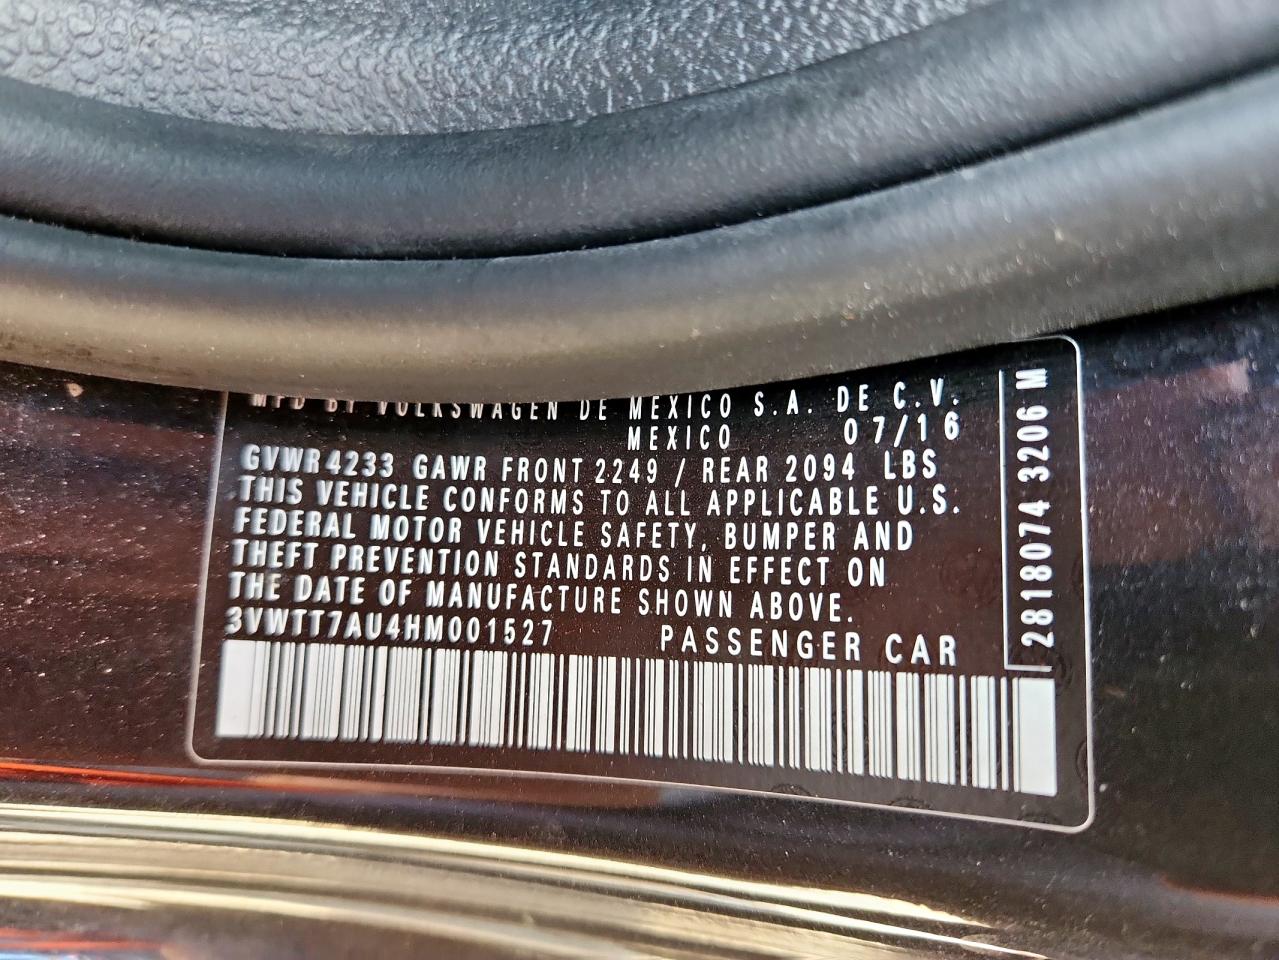 MFD BY VOLKSWAGEN DE MEXICO S.A. DE C.V.
MEXICO 07/16
GVWR 4233 GAWR FRONT 2249 / REAR 2094 LBS
THIS VEHICLE CONFORMS TO ALL APPLICABLE U.S.
FEDERAL MOTOR VEHICLE SAFETY, BUMPER AND
THEFT PREVENTION STANDARDS IN EFFECT ON
THE DATE OF MANUFACTURE SHOWN ABOVE.
3VWTT7AU4HM001527 PASSENGER CAR
2818074 3206 M